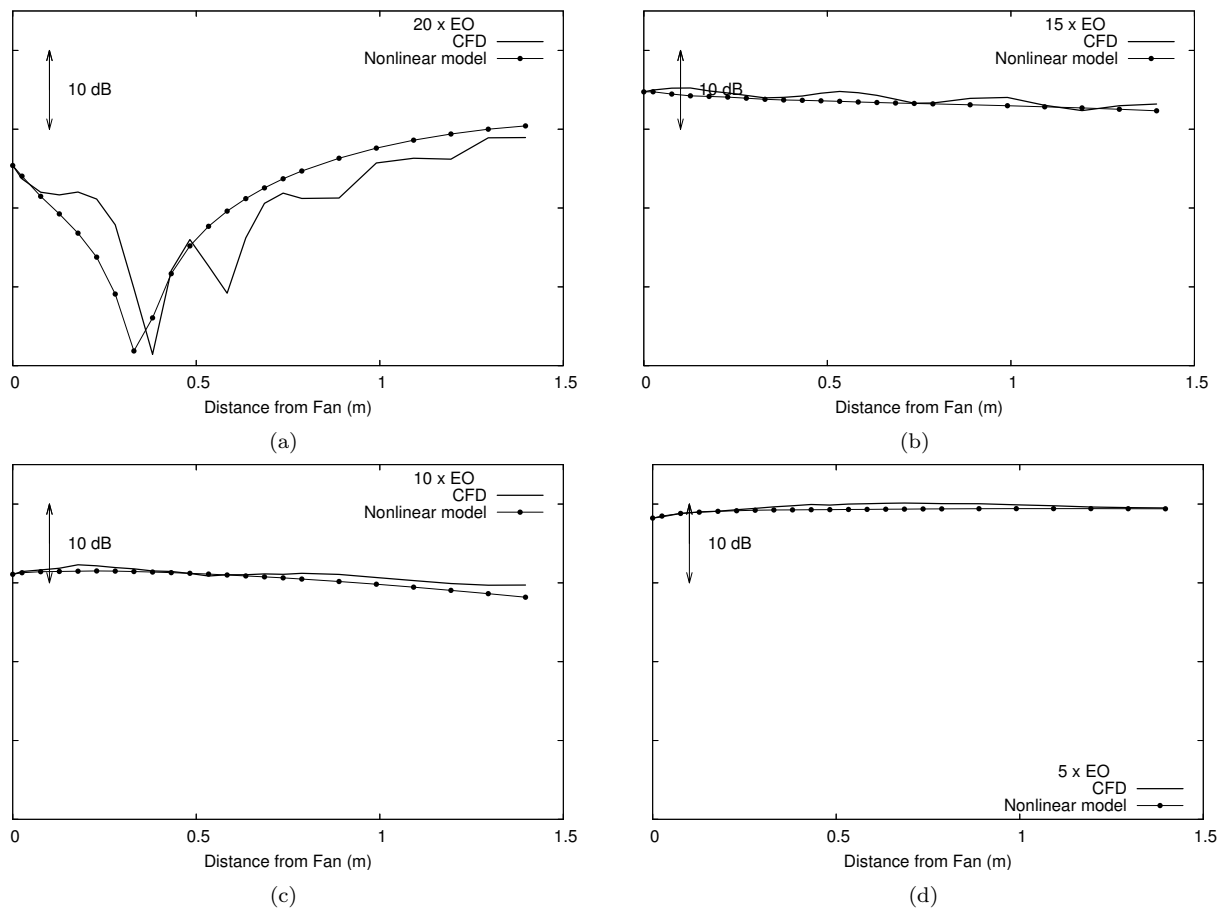 20 x EO
CFD
Nonlinear model
10 dB
0 0.5 1 1.5
Distance from Fan (m)
(a)
15 x EO
CFD
Nonlinear model
10 dB
0 0.5 1 1.5
Distance from Fan (m)
(b)
10 x EO
CFD
Nonlinear model
10 dB
0 0.5 1 1.5
Distance from Fan (m)
(c)
10 dB
5 x EO
CFD
Nonlinear model
0 0.5 1 1.5
Distance from Fan (m)
(d)